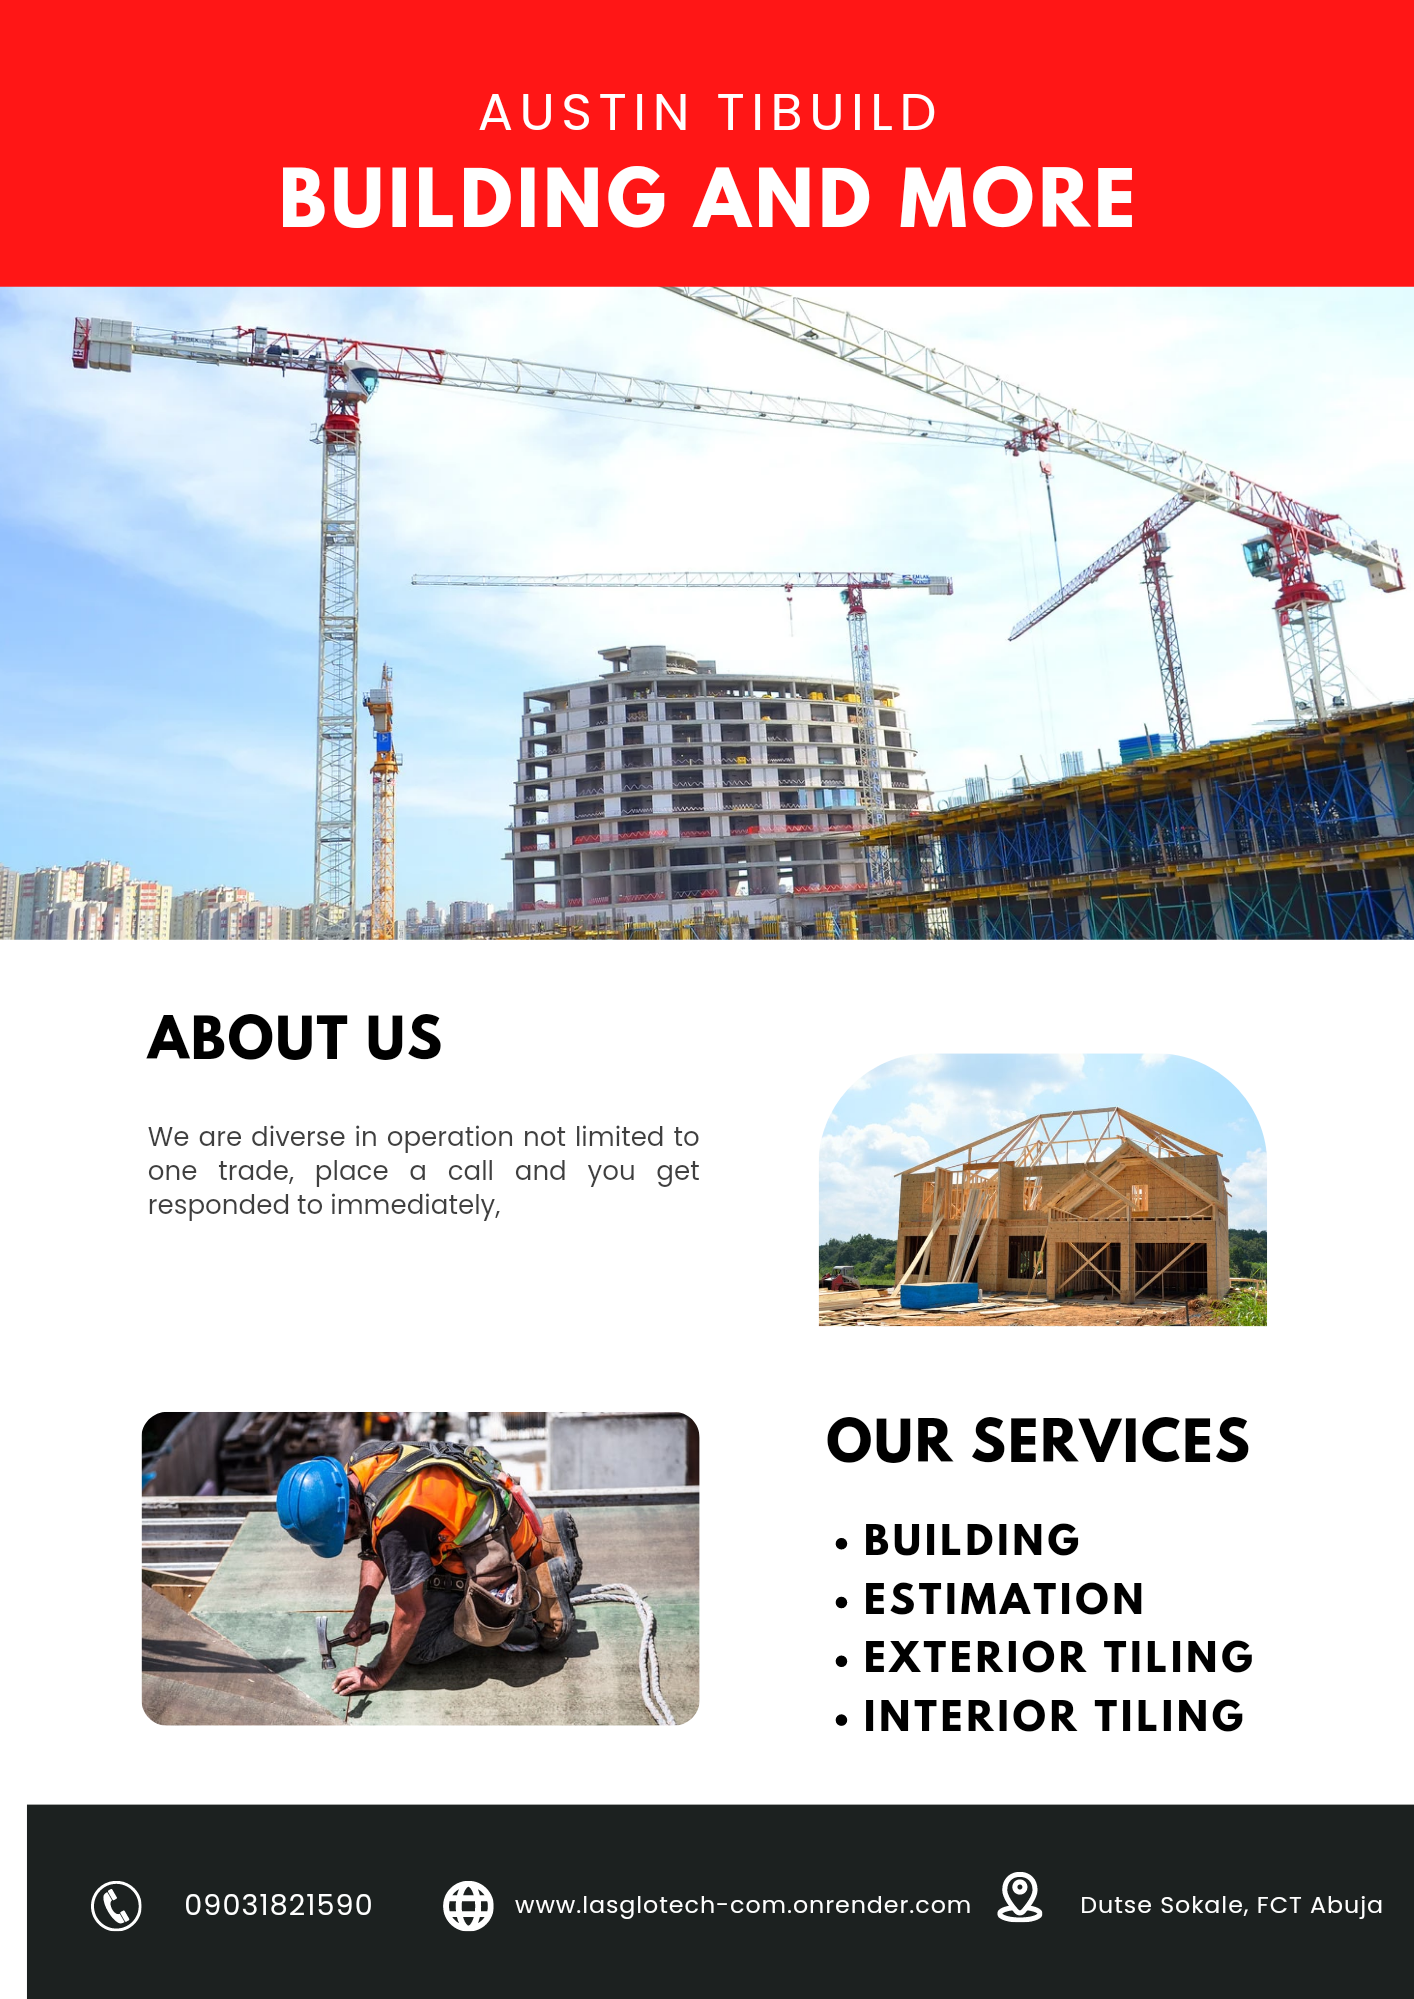 AUSTIN TIBUILD
BUILDING AND MORE
ABOUT US
We are diverse in operation not limited to
one trade, place a call and you get
responded to immediately,
OUR SERVICES
• BUILDING
• ESTIMATION
• EXTERIOR TILING
• INTERIOR TILING
09031821590
www.lasglotech-com.onrender.com
Dutse Sokale, FCT Abuja